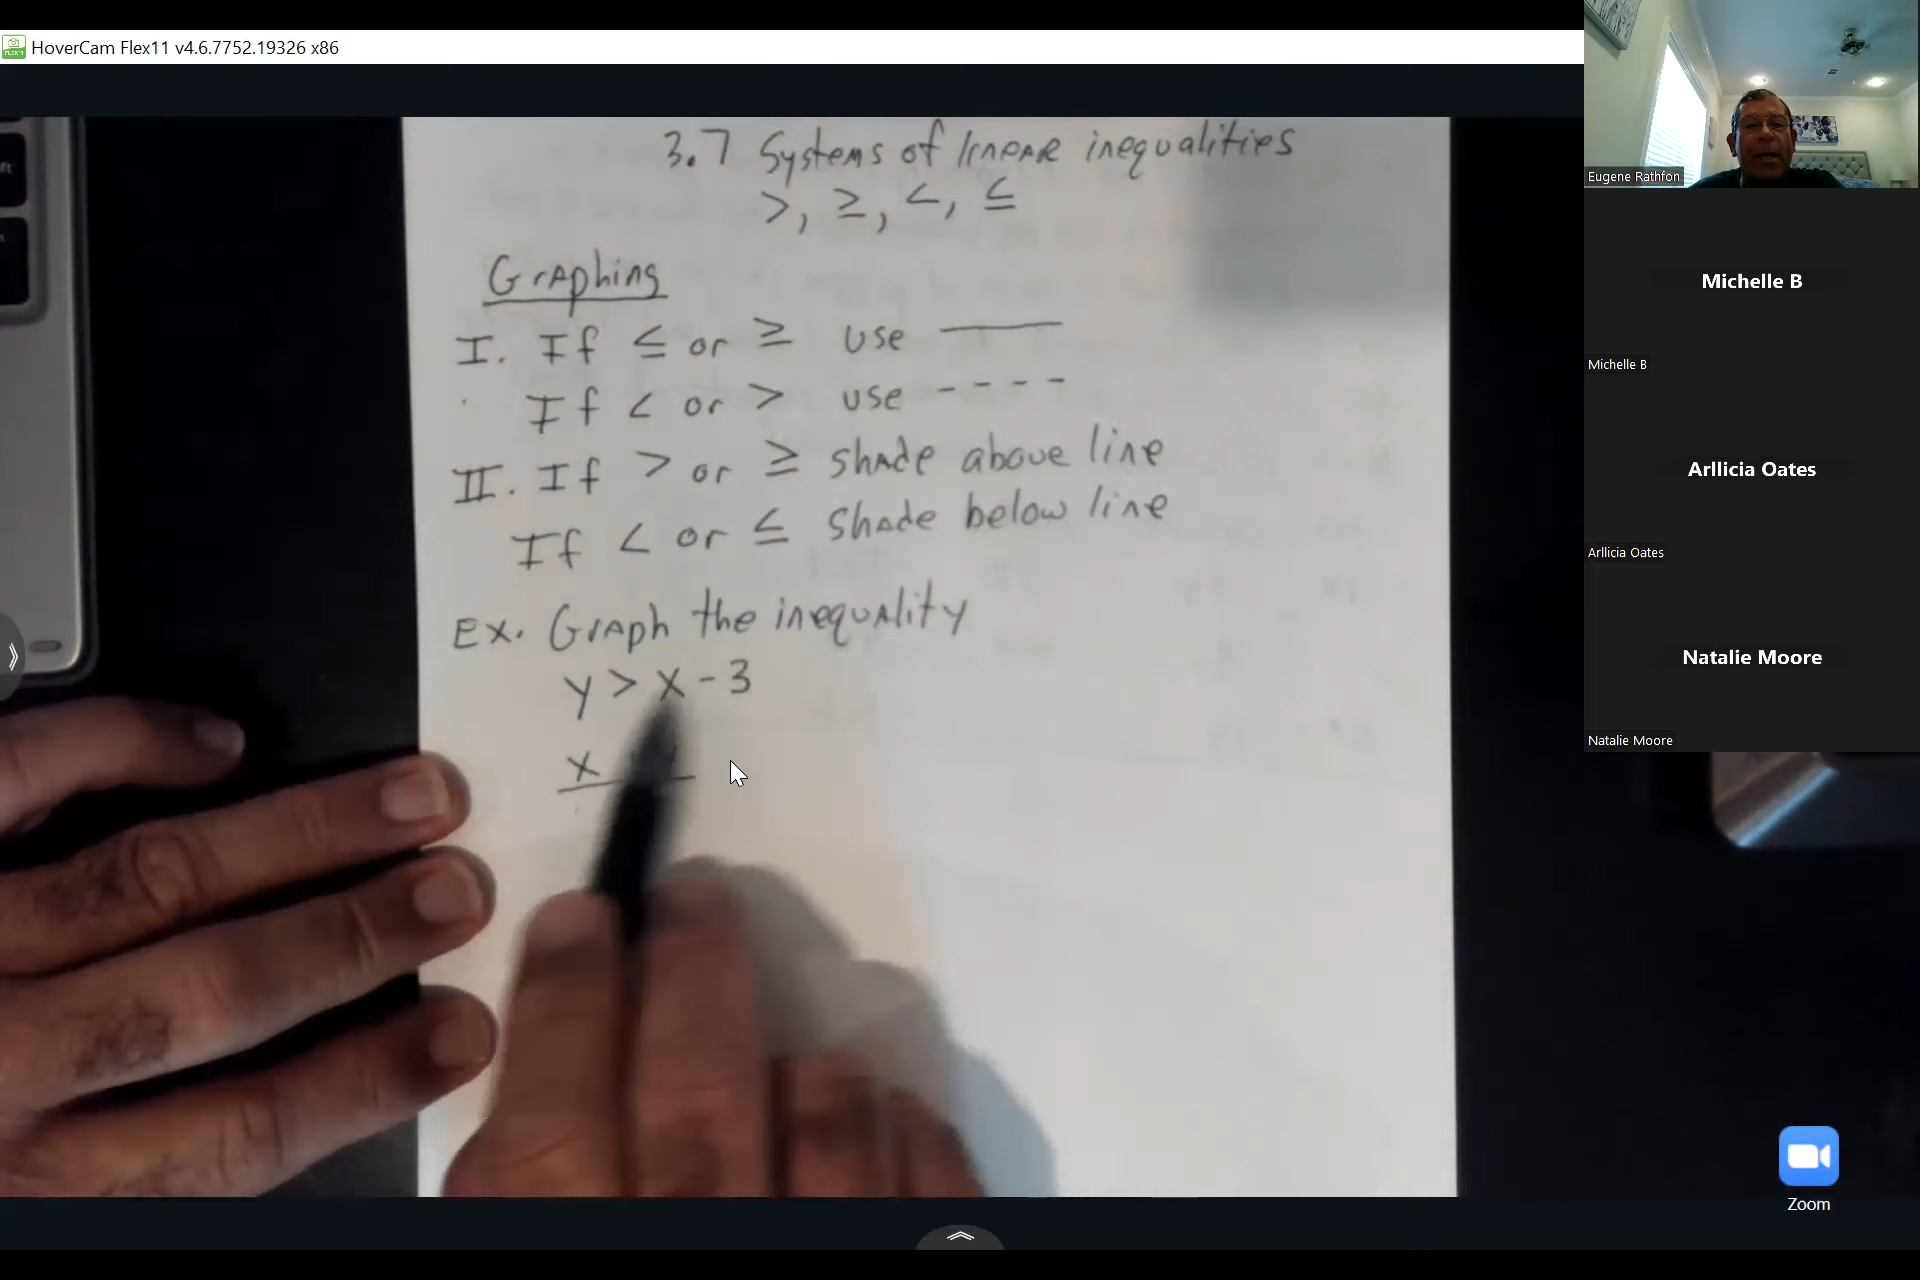 HoverCam Flex11 v4.6.7752.19326 x86
3.7 Systems of linear inequalities
>, ≥, <, ≤
Graphing
I. If ≤ or ≥ use ———
If < or > use - - - -
II. If > or ≥ shade above line
If < or ≤ shade below line
EX. Graph the inequality
y > x - 3
x
Eugene Rathfon
Michelle B
Michelle B
Arllicia Oates
Arllicia Oates
Natalie Moore
Natalie Moore
Zoom